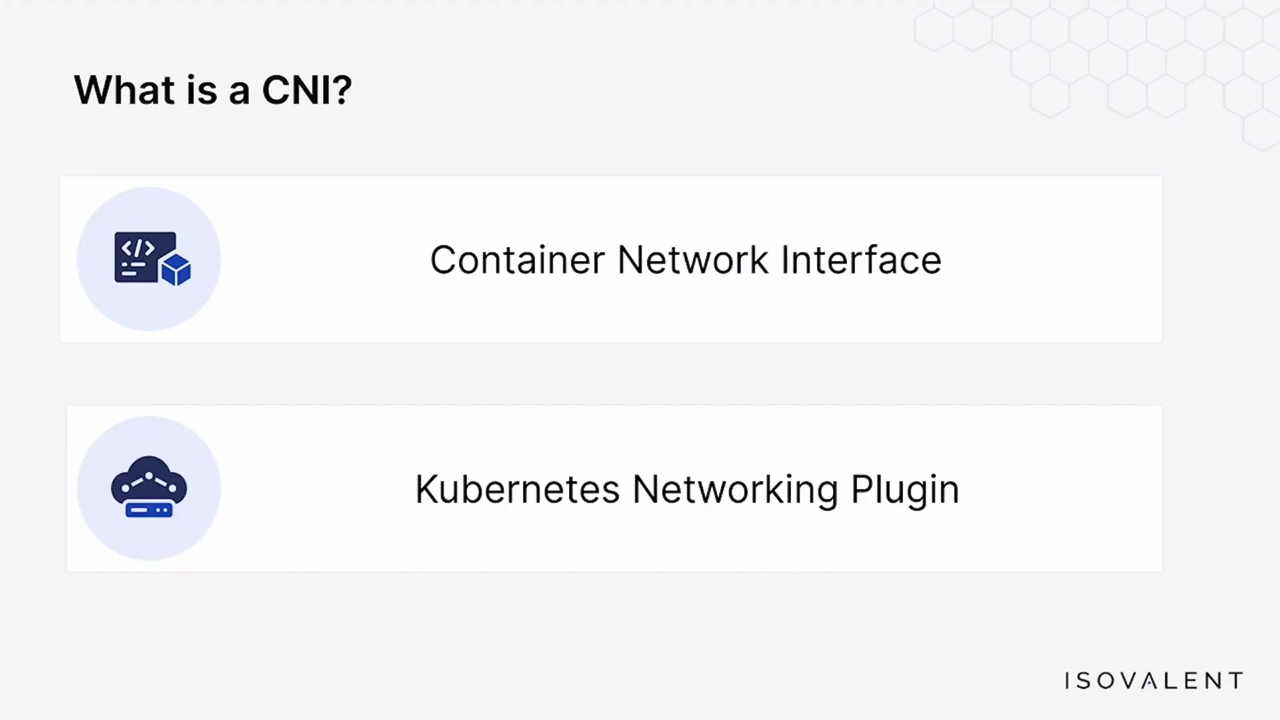 What is a CNI?
Container Network Interface
Kubernetes Networking Plugin
ISOVALENT